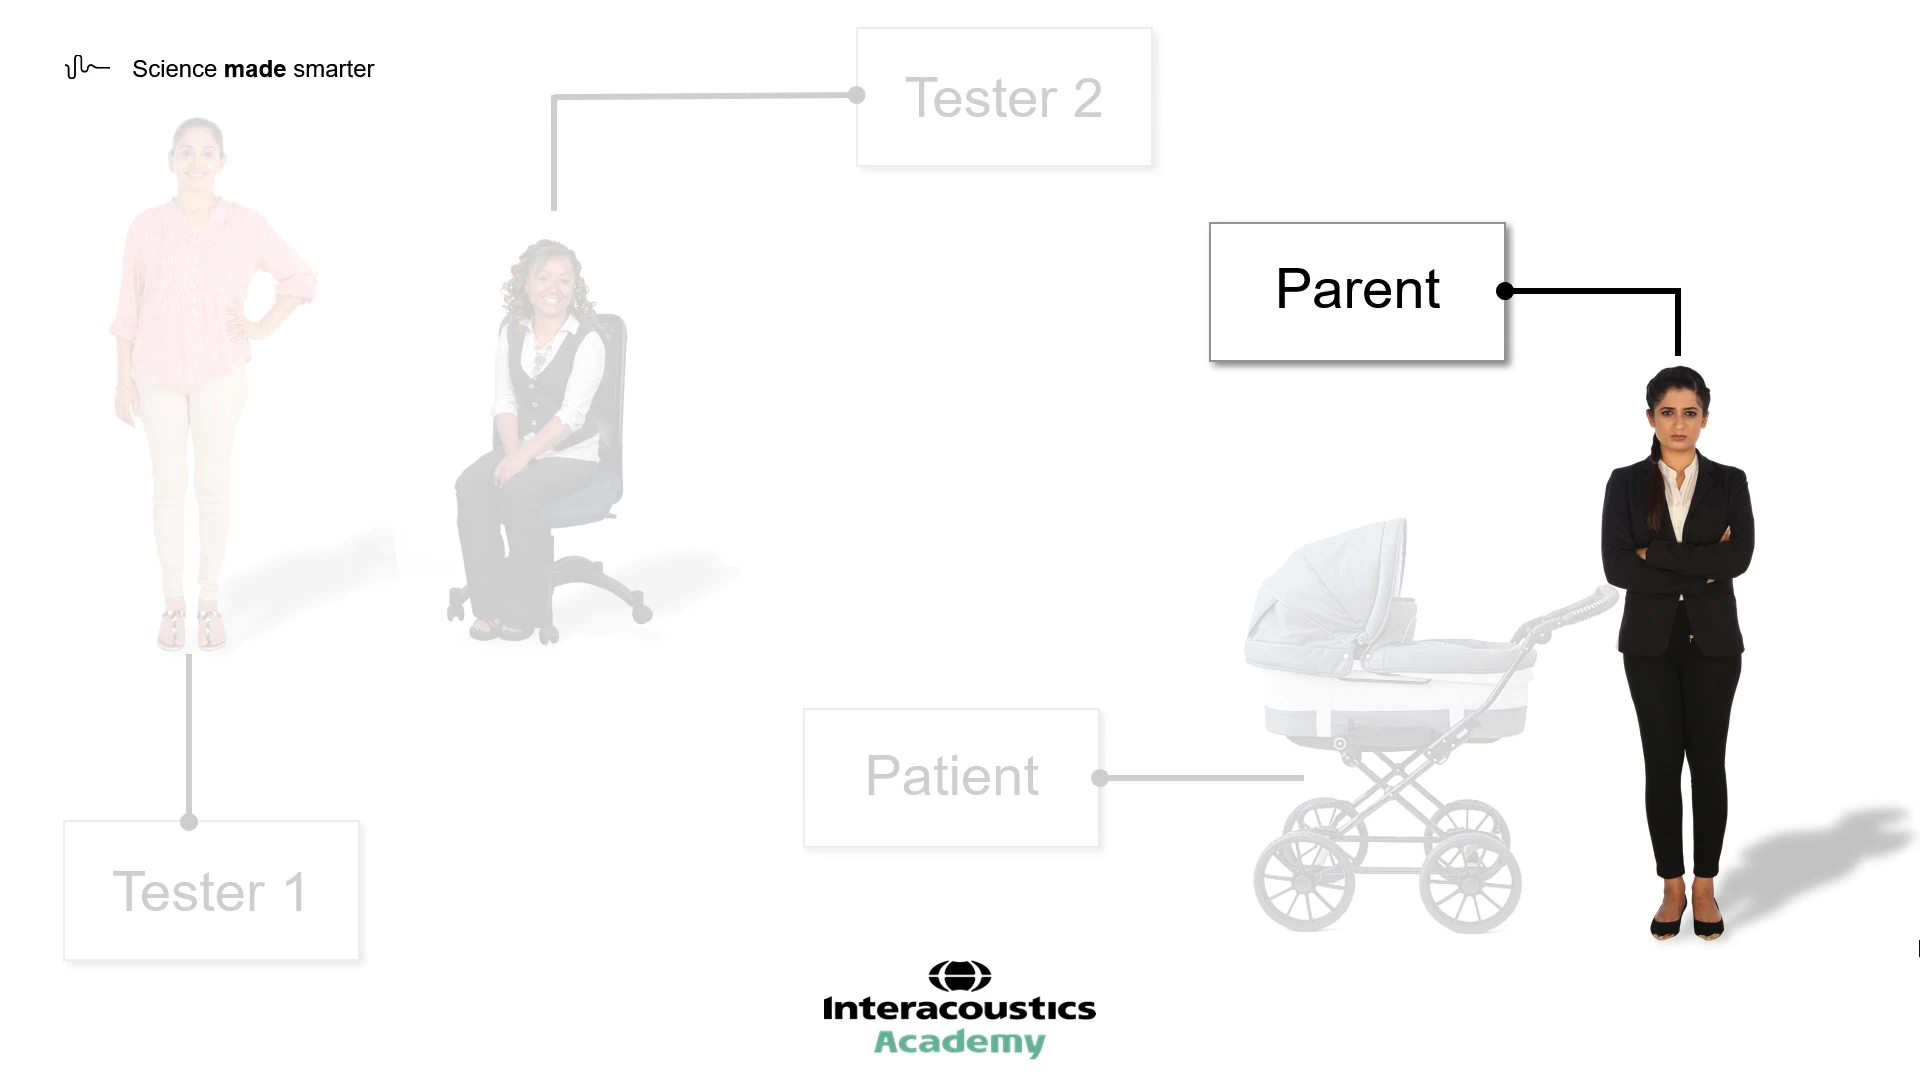 Science made smarter
Tester 2
Parent
Patient
Tester 1
Interacoustics
Academy